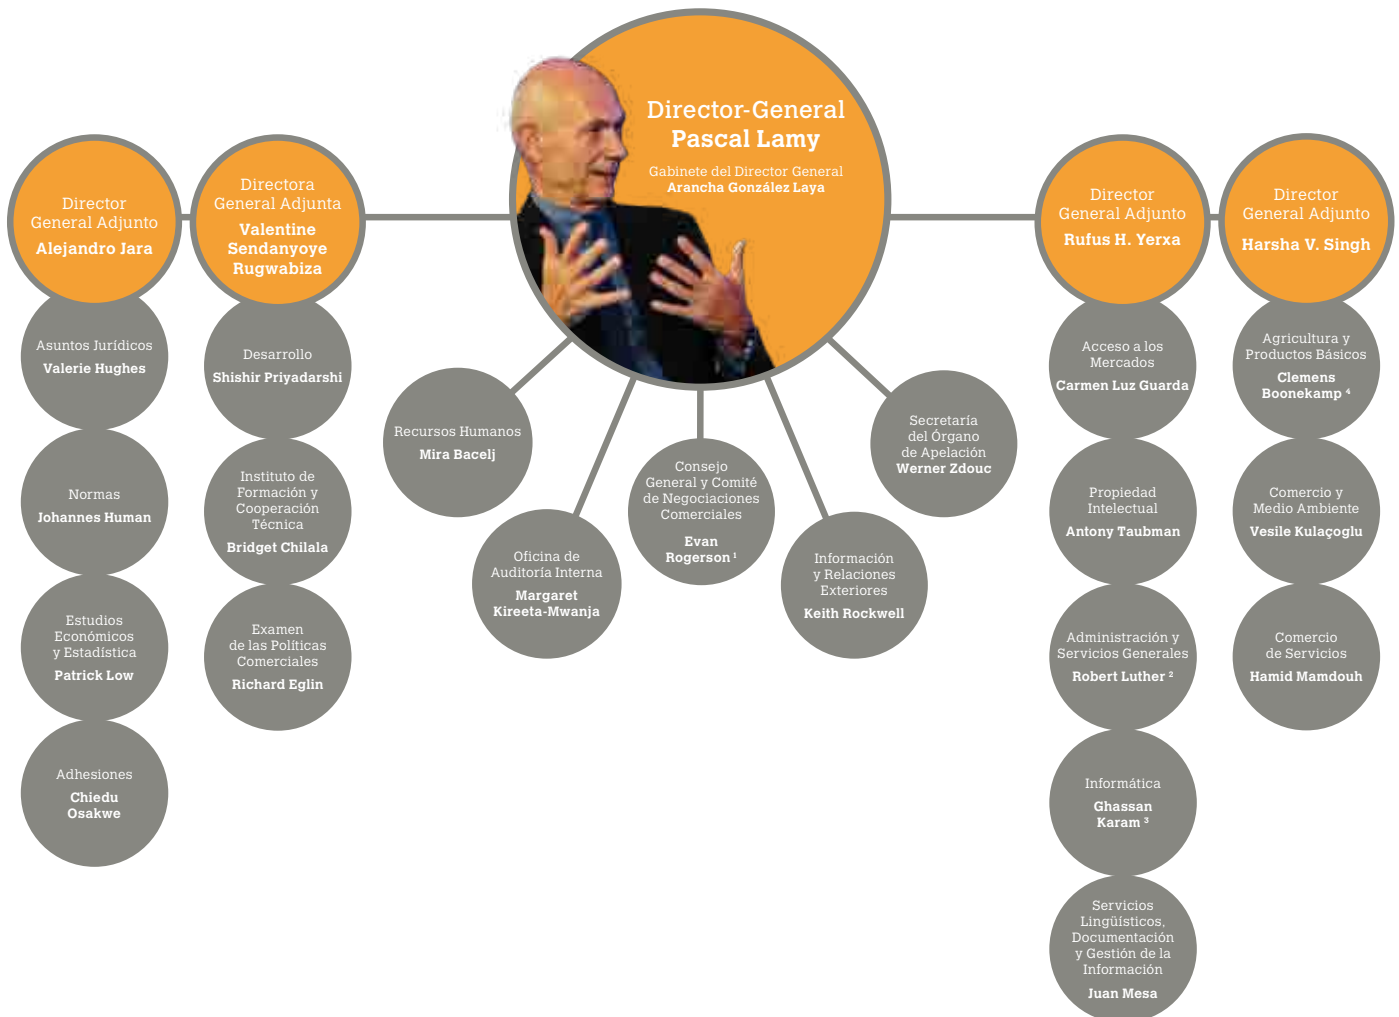 Director-General
Pascal Lamy
Gabinete del Director General
Arancha González Laya
Director
General Adjunto
Alejandro Jara
Asuntos Jurídicos
Valerie Hughes
Normas
Johannes Human
Estudios
Económicos
y Estadística
Patrick Low
Adhesiones
Chiedu
Osakwe
Directora
General Adjunta
Valentine
Sendanyoye
Rugwabiza
Desarrollo
Shishir Priyadarshi
Instituto de
Formación y
Cooperación
Técnica
Bridget Chilala
Examen
de las Políticas
Comerciales
Richard Eglin
Recursos Humanos
Mira Bacelj
Oficina de
Auditoría Interna
Margaret
Kireeta-Mwanja
Consejo
General y Comité
de Negociaciones
Comerciales
Evan
Rogerson ¹
Información
y Relaciones
Exteriores
Keith Rockwell
Secretaría
del Órgano
de Apelación
Werner Zdouc
Director
General Adjunto
Rufus H. Yerxa
Acceso a los
Mercados
Carmen Luz Guarda
Propiedad
Intelectual
Antony Taubman
Administración y
Servicios Generales
Robert Luther ²
Informática
Ghassan
Karam ³
Servicios
Lingüísticos,
Documentación
y Gestión de la
Información
Juan Mesa
Director
General Adjunto
Harsha V. Singh
Agricultura y
Productos Básicos
Clemens
Boonekamp ⁴
Comercio y
Medio Ambiente
Vesile Kulaçoglu
Comercio
de Servicios
Hamid Mamdouh